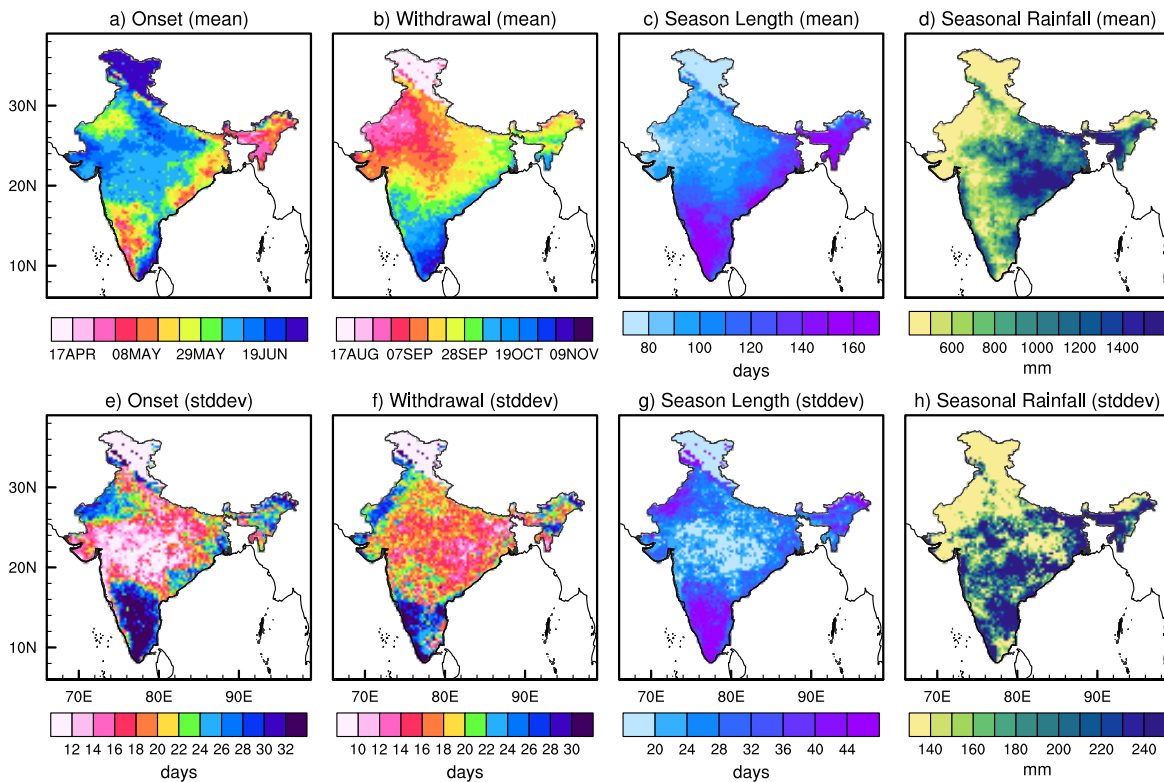 a) Onset (mean)
b) Withdrawal (mean)
c) Season Length (mean)
d) Seasonal Rainfall (mean)
30N
20N
10N
17APR 08MAY 29MAY 19JUN
17AUG 07SEP 28SEP 19OCT 09NOV
80 100 120 140 160
days
600 800 1000 1200 1400
mm
e) Onset (stddev)
f) Withdrawal (stddev)
g) Season Length (stddev)
h) Seasonal Rainfall (stddev)
30N
20N
10N
70E 80E 90E
70E 80E 90E
70E 80E 90E
70E 80E 90E
12 14 16 18 20 22 24 26 28 30 32
days
10 12 14 16 18 20 22 24 26 28 30
days
20 24 28 32 36 40 44
days
140 160 180 200 220 240
mm